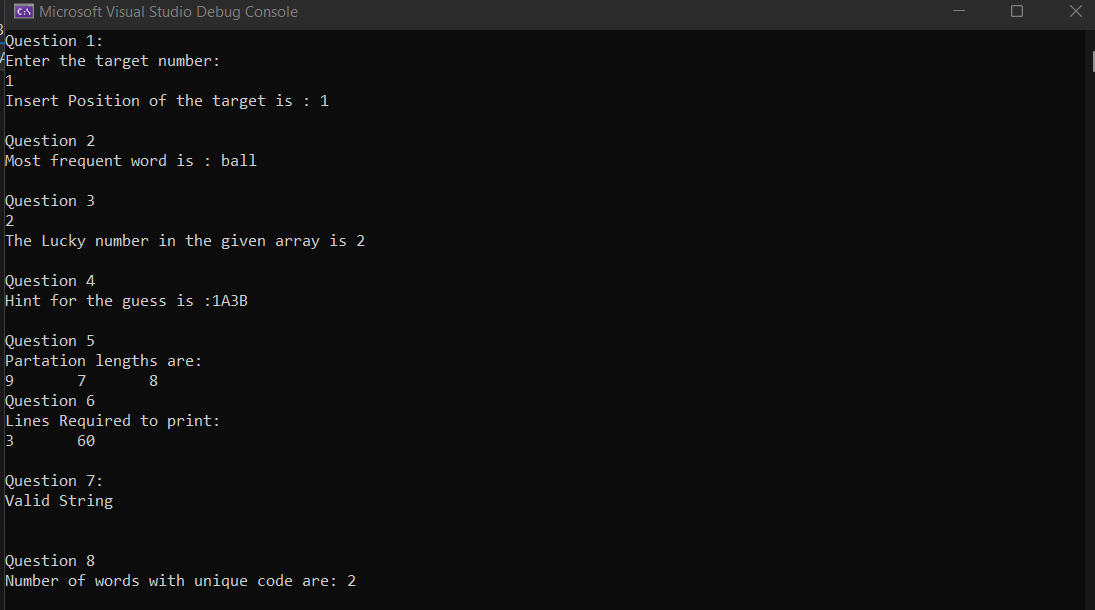 Microsoft Visual Studio Debug Console
Question 1:
Enter the target number:
1
Insert Position of the target is : 1
Question 2
Most frequent word is : ball
Question 3
2
The Lucky number in the given array is 2
Question 4
Hint for the guess is :1A3B
Question 5
Partation lengths are:
9 7 8
Question 6
Lines Required to print:
3 60
Question 7:
Valid String
Question 8
Number of words with unique code are: 2